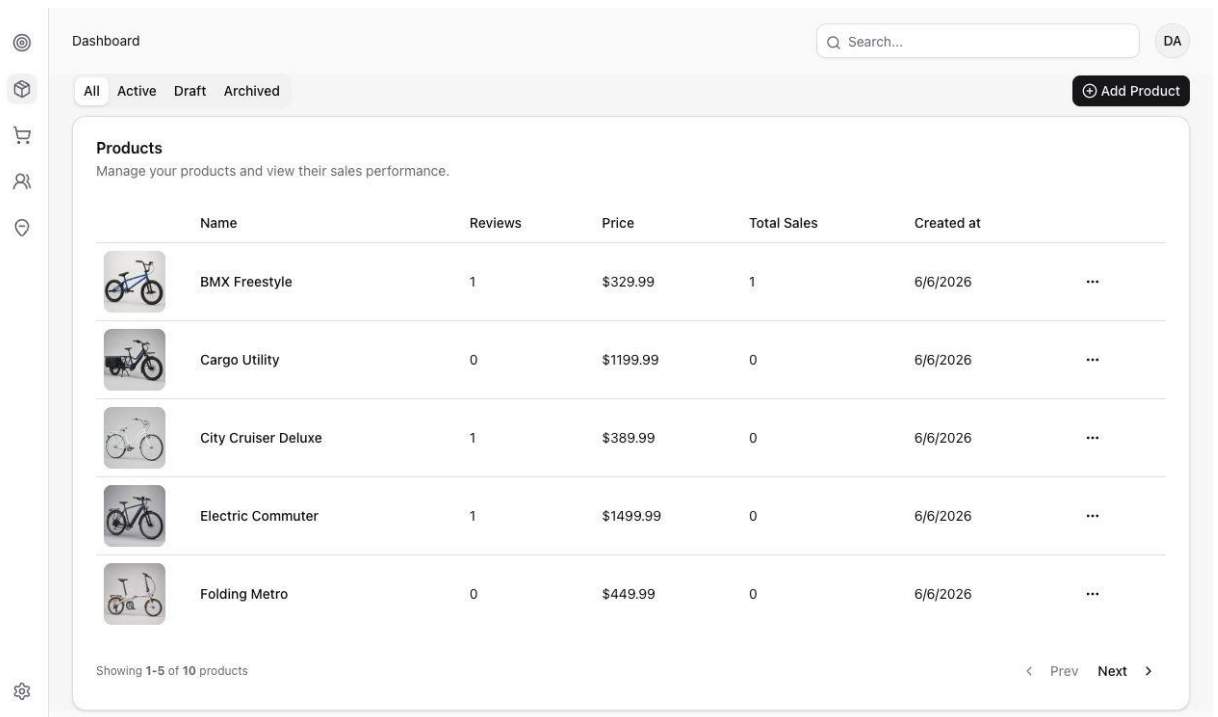 Dashboard
Search...
DA
All Active Draft Archived
Add Product
Products
Manage your products and view their sales performance.
Name Reviews Price Total Sales Created at
BMX Freestyle 1 $329.99 1 6/6/2026
Cargo Utility 0 $1199.99 0 6/6/2026
City Cruiser Deluxe 1 $389.99 0 6/6/2026
Electric Commuter 1 $1499.99 0 6/6/2026
Folding Metro 0 $449.99 0 6/6/2026
Showing 1-5 of 10 products
Prev Next